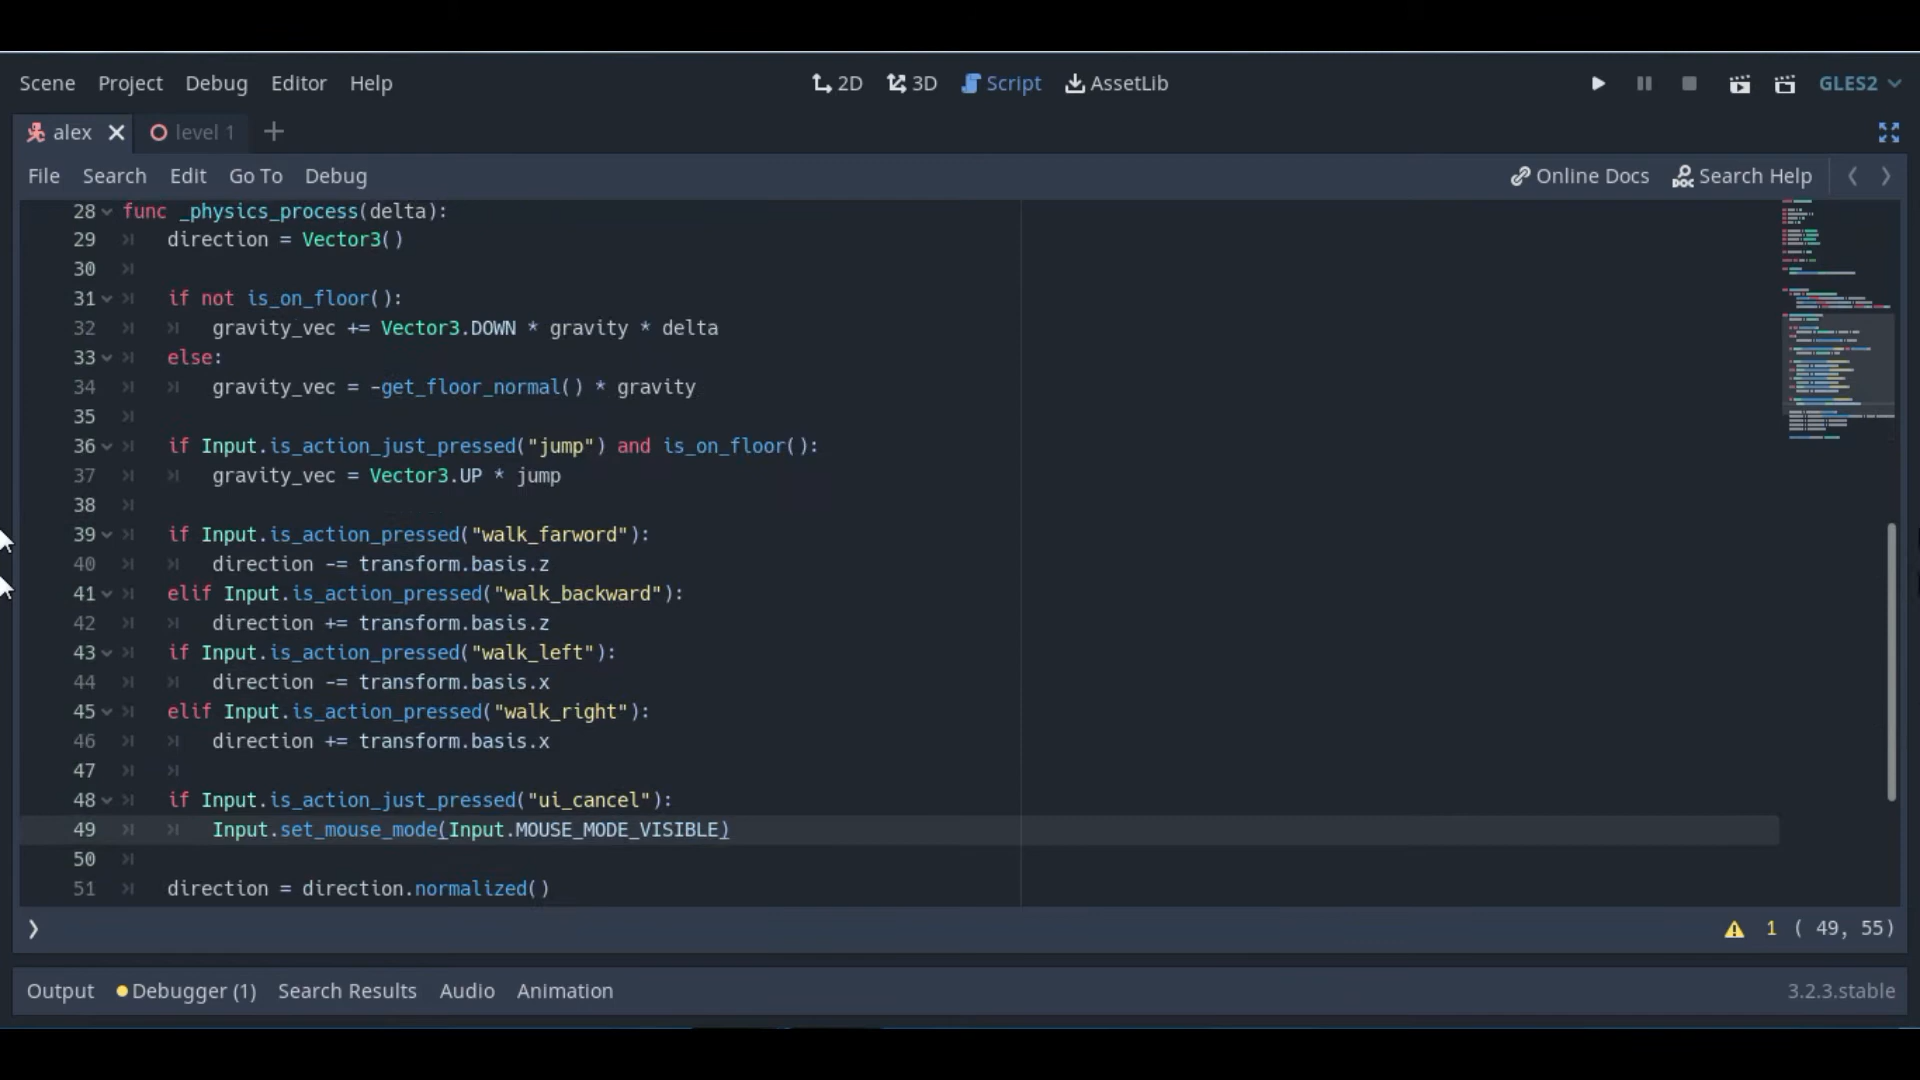 Scene Project Debug Editor Help 2D 3D Script AssetLib GLES2
alex level 1
File Search Edit Go To Debug Online Docs Search Help
28 func _physics_process(delta):
29 direction = Vector3()
30
31 if not is_on_floor():
32 gravity_vec += Vector3.DOWN * gravity * delta
33 else:
34 gravity_vec = -get_floor_normal() * gravity
35
36 if Input.is_action_just_pressed("jump") and is_on_floor():
37 gravity_vec = Vector3.UP * jump
38
39 if Input.is_action_pressed("walk_farword"):
40 direction -= transform.basis.z
41 elif Input.is_action_pressed("walk_backward"):
42 direction += transform.basis.z
43 if Input.is_action_pressed("walk_left"):
44 direction -= transform.basis.x
45 elif Input.is_action_pressed("walk_right"):
46 direction += transform.basis.x
47
48 if Input.is_action_just_pressed("ui_cancel"):
49 Input.set_mouse_mode(Input.MOUSE_MODE_VISIBLE)
50
51 direction = direction.normalized()
1 ( 49, 55)
Output Debugger (1) Search Results Audio Animation 3.2.3.stable